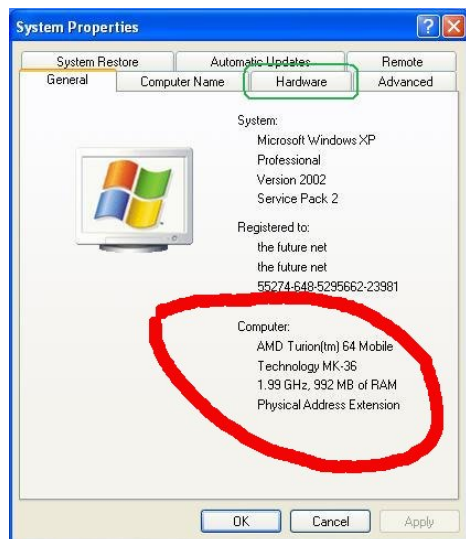 System Properties
System Restore Automatic Updates Remote
General Computer Name Hardware Advanced
System:
Microsoft Windows XP
Professional
Version 2002
Service Pack 2
Registered to:
the future net
the future net
55274-648-5295662-23981
Computer:
AMD Turion(tm) 64 Mobile
Technology MK-36
1.99 GHz, 992 MB of RAM
Physical Address Extension
OK Cancel Apply